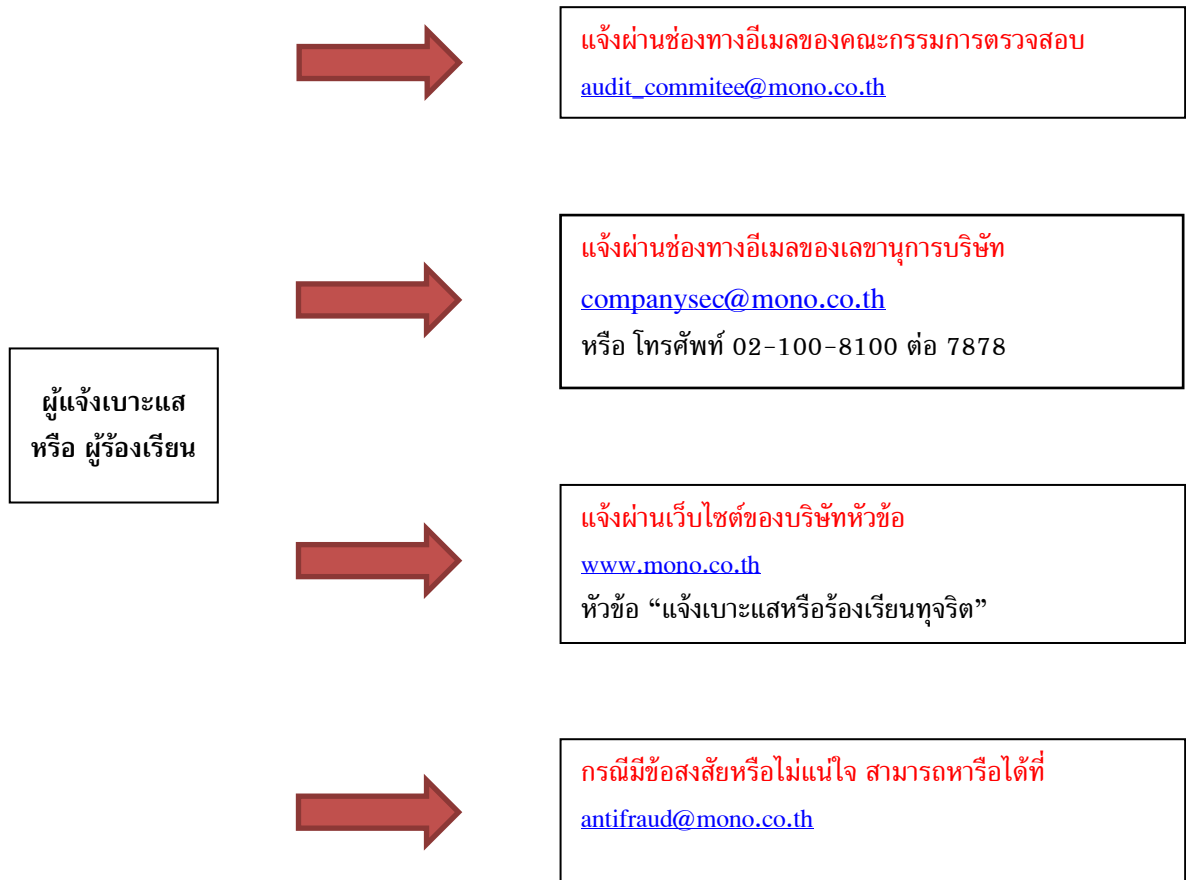 แจ้งผ่านช่องทางอีเมลของคณะกรรมการตรวจสอบ
audit_commitee@mono.co.th
แจ้งผ่านช่องทางอีเมลของเลขานุการบริษัท
companysec@mono.co.th
หรือ โทรศัพท์ 02-100-8100 ต่อ 7878
ผู้แจ้งเบาะแส
หรือ ผู้ร้องเรียน
แจ้งผ่านเว็บไซต์ของบริษัทหัวข้อ
www.mono.co.th
หัวข้อ “แจ้งเบาะแสหรือร้องเรียนทุจริต”
กรณีมีข้อสงสัยหรือไม่แน่ใจ สามารถหารือได้ที่
antifraud@mono.co.th